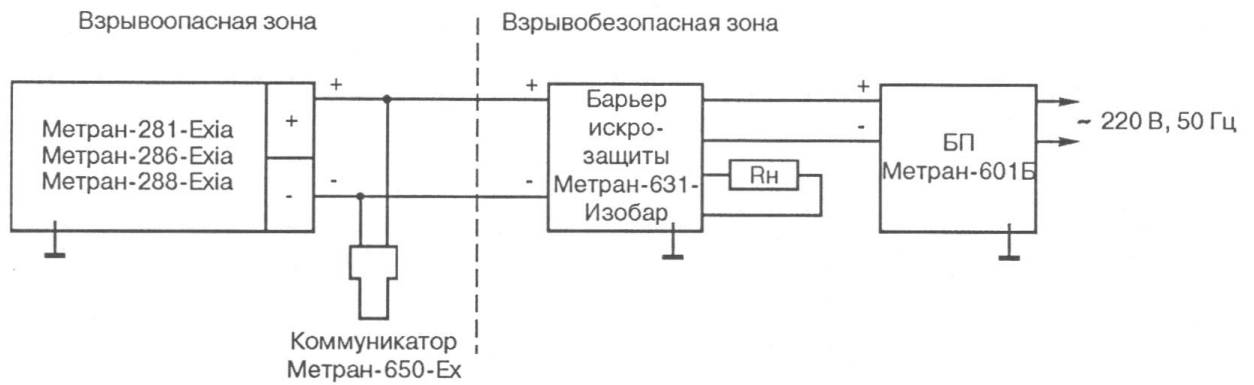 Взрывоопасная зона
Взрывобезопасная зона
Метран-281-Exia
Метран-286-Exia
Метран-288-Exia
+
-
+
-
+
-
Барьер
искро-
защиты
Метран-631-
Изобар
Rн
+
-
БП
Метран-601Б
~ 220 В, 50 Гц
Коммуникатор
Метран-650-Ex